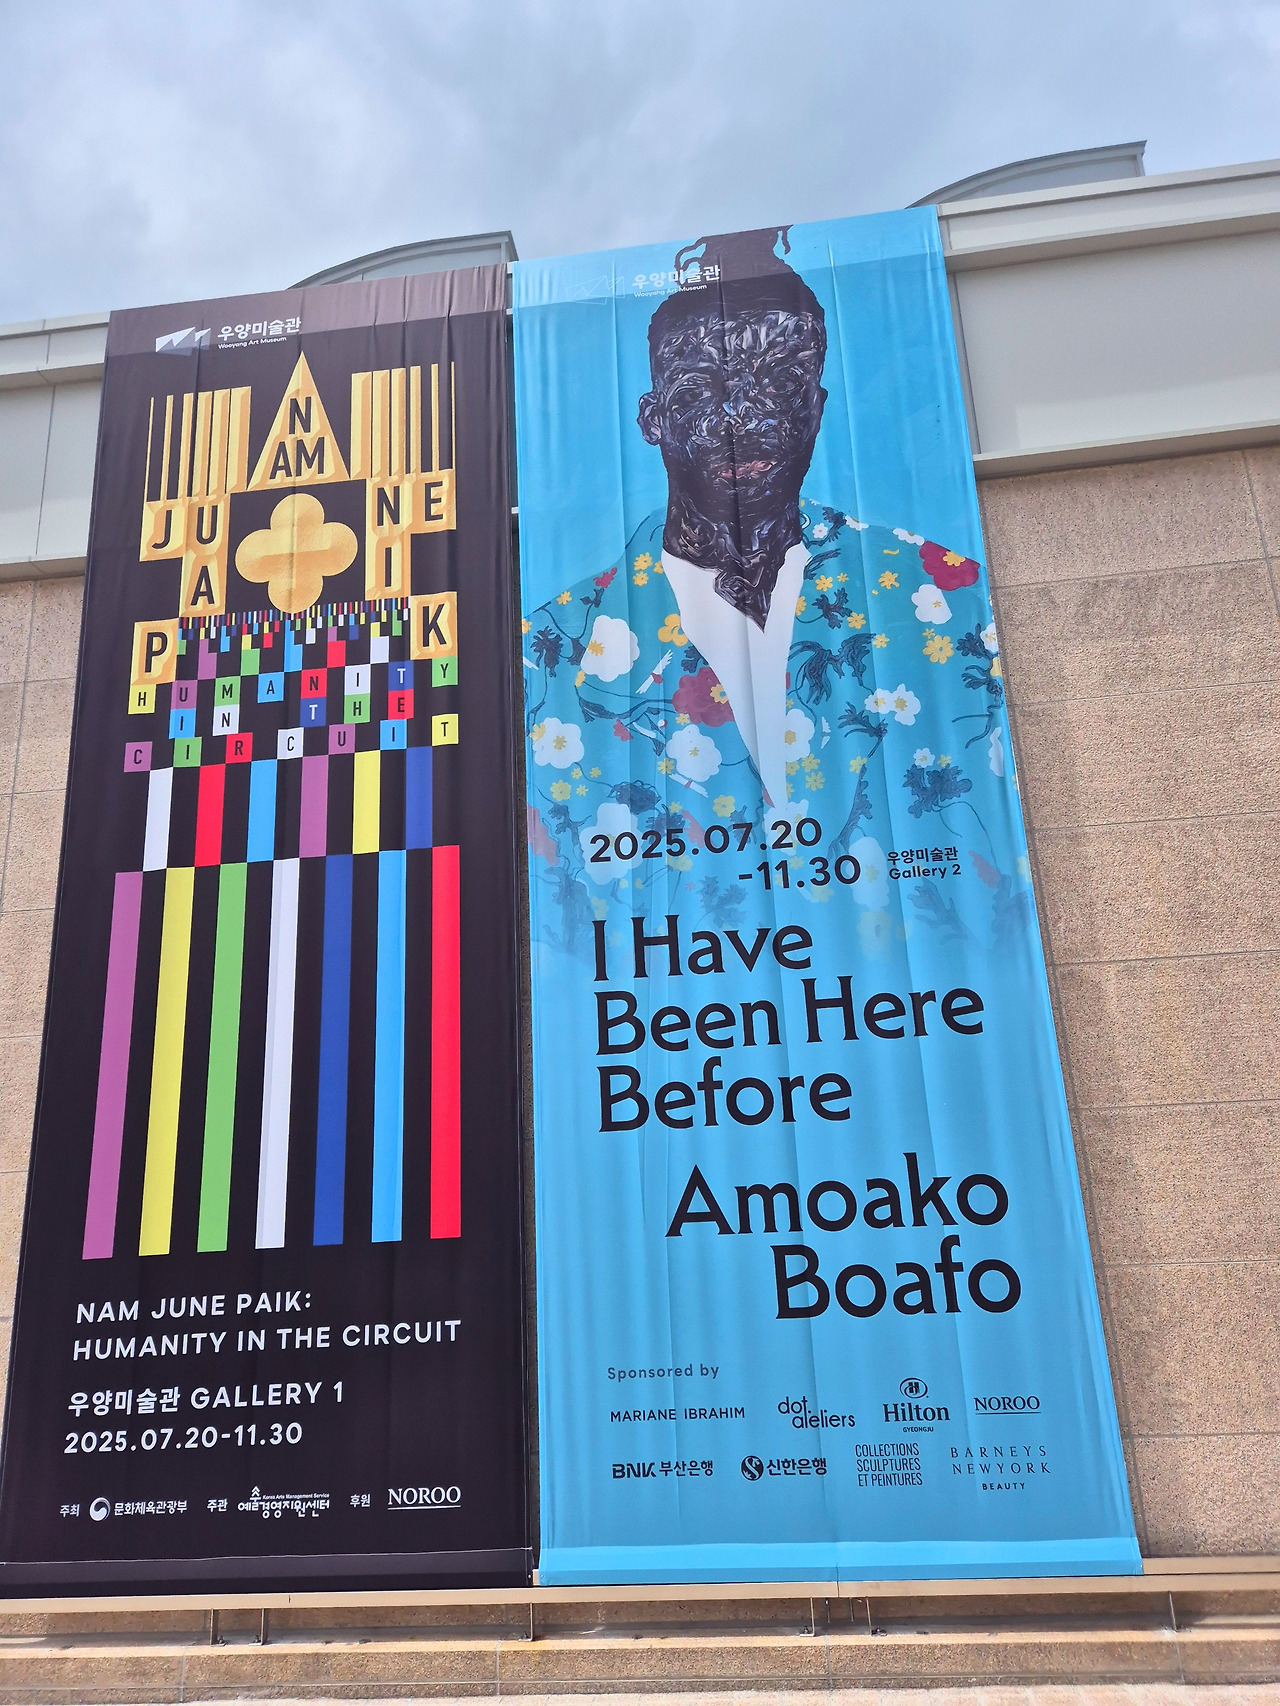 우양미술관
Wooyang Art Museum
N
AM
JUNE
PAIK
HUMANITY
IN THE
CIRCUIT
NAM JUNE PAIK:
HUMANITY IN THE CIRCUIT
우양미술관 GALLERY 1
2025.07.20-11.30
주최 문화체육관광부 주관 Korea Arts Management Service 예술경영지원센터 후원 NOROO
우양미술관
Wooyang Art Museum
2025.07.20
-11.30
우양미술관
Gallery 2
I Have
Been Here
Before
Amoako
Boafo
Sponsored by
MARIANE IBRAHIM
dot.
ateliers
Hilton
GYEONGJU
NOROO
BNK 부산은행
신한은행
COLLECTIONS
SCULPTURES
ET PEINTURES
BARNEYS
NEWYORK
BEAUTY